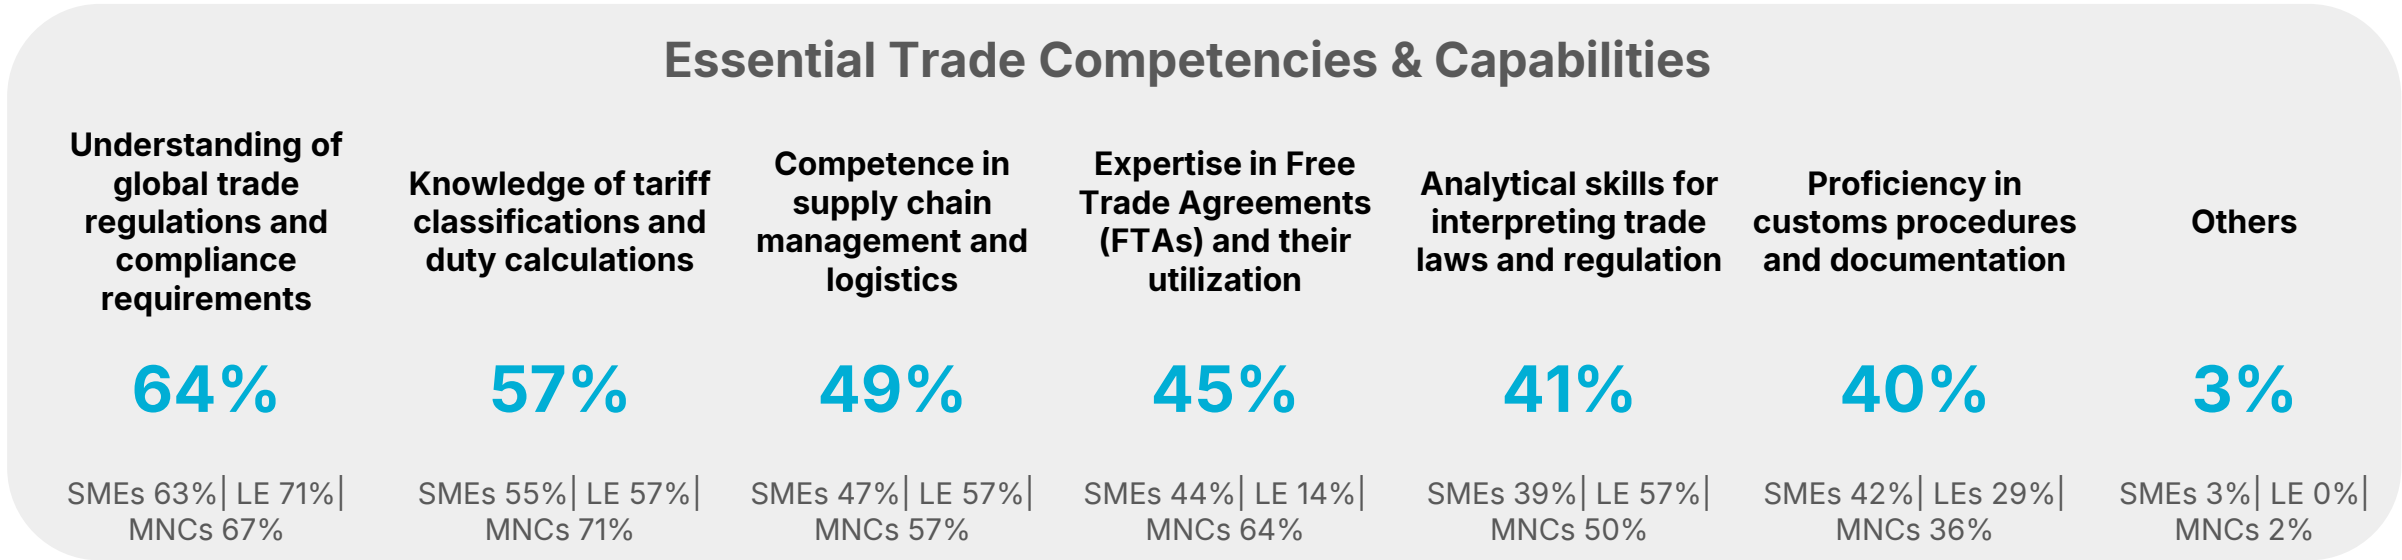 Essential Trade Competencies & Capabilities
Understanding of
global trade
regulations and
compliance
requirements
64%
SMEs 63%| LE 71%|
MNCs 67%
Knowledge of tariff
classifications and
duty calculations
57%
SMEs 55%| LE 57%|
MNCs 71%
Competence in
supply chain
management and
logistics
49%
SMEs 47%| LE 57%|
MNCs 57%
Expertise in Free
Trade Agreements
(FTAs) and their
utilization
45%
SMEs 44%| LE 14%|
MNCs 64%
Analytical skills for
interpreting trade
laws and regulation
41%
SMEs 39%| LE 57%|
MNCs 50%
Proficiency in
customs procedures
and documentation
40%
SMEs 42%| LEs 29%|
MNCs 36%
Others
3%
SMEs 3%| LE 0%|
MNCs 2%